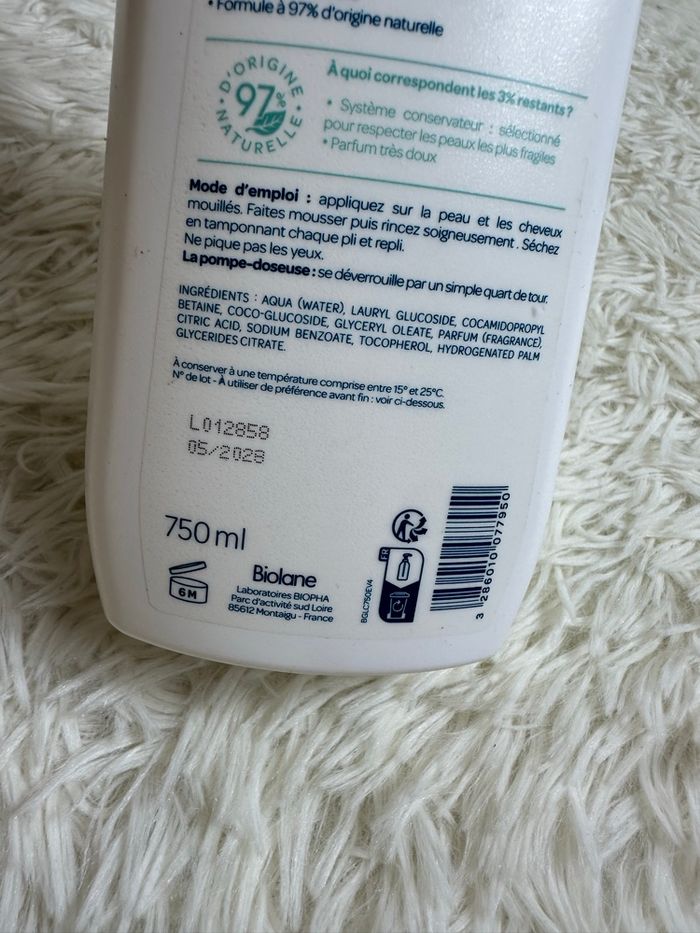 • Formule à 97% d'origine naturelle
D'ORIGINE
97%
NATURELLE
À quoi correspondent les 3% restants ?
• Système conservateur : sélectionné
pour respecter les peaux les plus fragiles
• Parfum très doux
Mode d'emploi : appliquez sur la peau et les cheveux
mouillés. Faites mousser puis rincez soigneusement. Séchez
en tamponnant chaque pli et repli.
Ne pique pas les yeux.
La pompe-doseuse : se déverrouille par un simple quart de tour.
INGRÉDIENTS : AQUA (WATER), LAURYL GLUCOSIDE, COCAMIDOPROPYL
BETAINE, COCO-GLUCOSIDE, GLYCERYL OLEATE, PARFUM (FRAGRANCE),
CITRIC ACID, SODIUM BENZOATE, TOCOPHEROL, HYDROGENATED PALM
GLYCERIDES CITRATE.
À conserver à une température comprise entre 15° et 25°C.
N° de lot - À utiliser de préférence avant fin : voir ci-dessous.
L012858
05/2028
750 ml
6 M
Biolane
Laboratoires BIOPHA
Parc d'activité sud Loire
85612 Montaigu - France
BGLC750EV4
FR
3 286010 077950